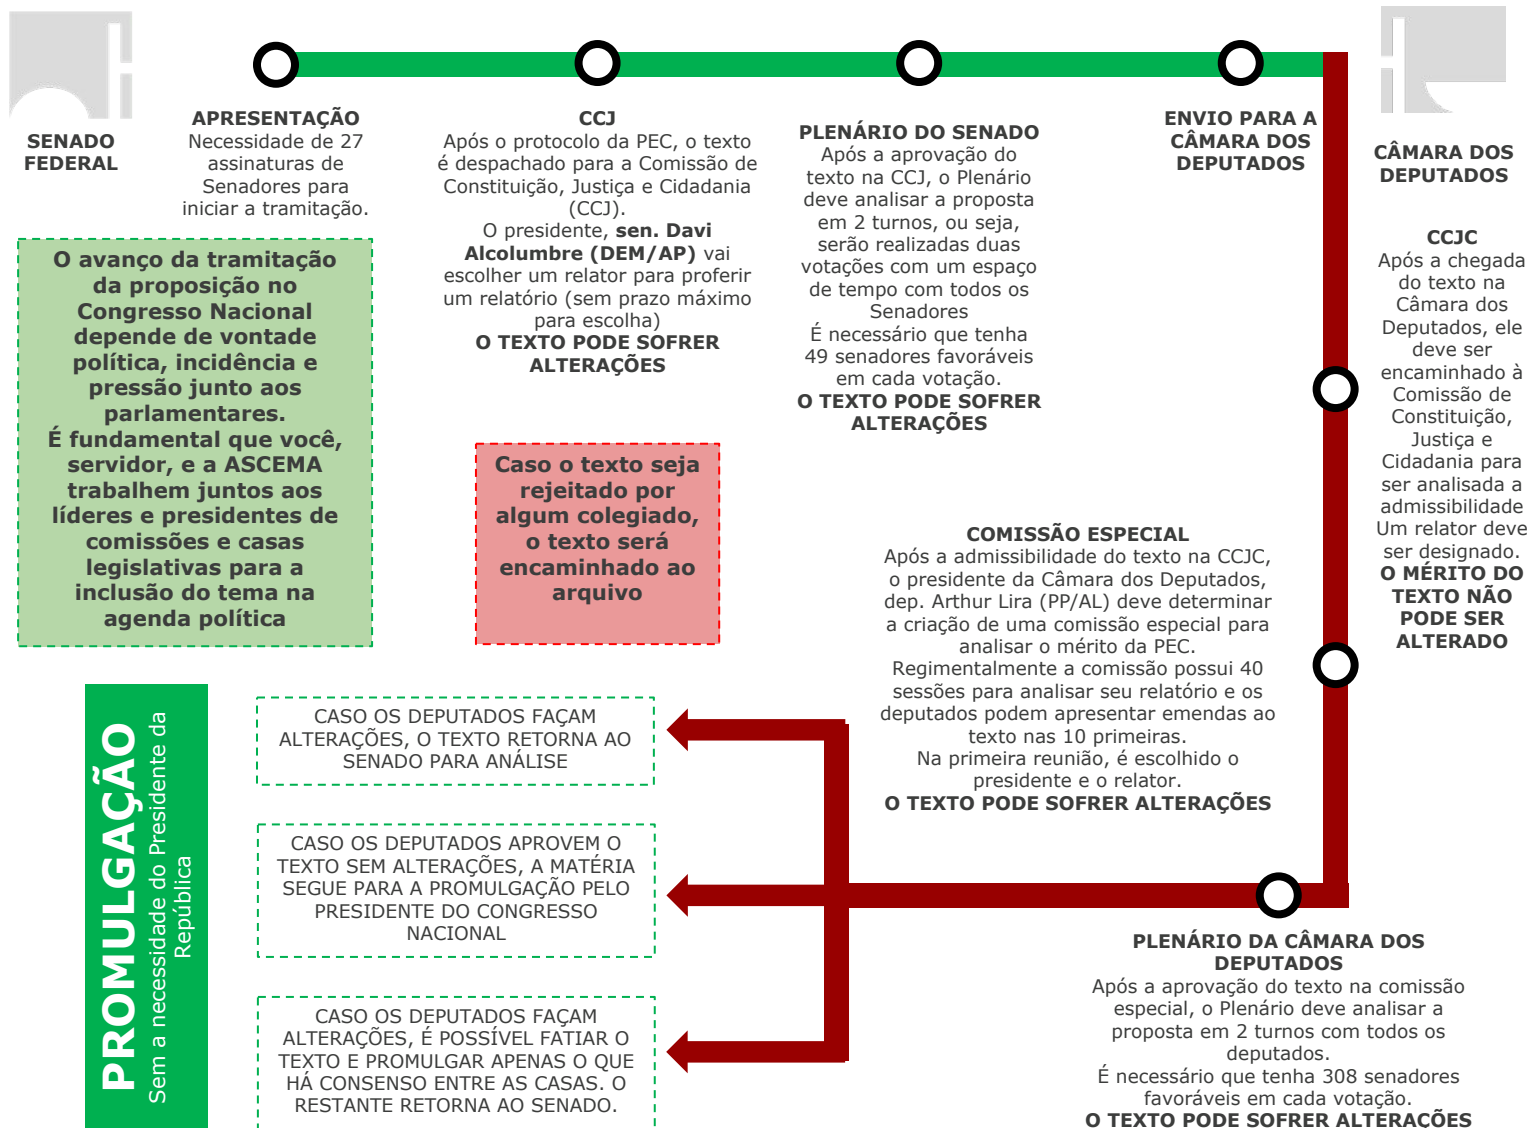 SENADO
FEDERAL
APRESENTAÇÃO
Necessidade de 27
assinaturas de
Senadores para
iniciar a tramitação.
CCJ
Após o protocolo da PEC, o texto
é despachado para a Comissão de
Constituição, Justiça e Cidadania
(CCJ).
O presidente, sen. Davi
Alcolumbre (DEM/AP) vai
escolher um relator para proferir
um relatório (sem prazo máximo
para escolha)
O TEXTO PODE SOFRER
ALTERAÇÕES
PLENÁRIO DO SENADO
Após a aprovação do
texto na CCJ, o Plenário
deve analisar a proposta
em 2 turnos, ou seja,
serão realizadas duas
votações com um espaço
de tempo com todos os
Senadores
É necessário que tenha
49 senadores favoráveis
em cada votação.
O TEXTO PODE SOFRER
ALTERAÇÕES
ENVIO PARA A
CÂMARA DOS
DEPUTADOS
CÂMARA DOS
DEPUTADOS
CCJC
Após a chegada
do texto na
Câmara dos
Deputados, ele
deve ser
encaminhado à
Comissão de
Constituição,
Justiça e
Cidadania para
ser analisada a
admissibilidade
Um relator deve
ser designado.
O MÉRITO DO
TEXTO NÃO
PODE SER
ALTERADO
O avanço da tramitação
da proposição no
Congresso Nacional
depende de vontade
política, incidência e
pressão junto aos
parlamentares.
É fundamental que você,
servidor, e a ASCEMA
trabalhem juntos aos
líderes e presidentes de
comissões e casas
legislativas para a
inclusão do tema na
agenda política
Caso o texto seja
rejeitado por
algum colegiado,
o texto será
encaminhado ao
arquivo
COMISSÃO ESPECIAL
Após a admissibilidade do texto na CCJC,
o presidente da Câmara dos Deputados,
dep. Arthur Lira (PP/AL) deve determinar
a criação de uma comissão especial para
analisar o mérito da PEC.
Regimentalmente a comissão possui 40
sessões para analisar seu relatório e os
deputados podem apresentar emendas ao
texto nas 10 primeiras.
Na primeira reunião, é escolhido o
presidente e o relator.
O TEXTO PODE SOFRER ALTERAÇÕES
PLENÁRIO DA CÂMARA DOS
DEPUTADOS
Após a aprovação do texto na comissão
especial, o Plenário deve analisar a
proposta em 2 turnos com todos os
deputados.
É necessário que tenha 308 senadores
favoráveis em cada votação.
O TEXTO PODE SOFRER ALTERAÇÕES
CASO OS DEPUTADOS FAÇAM
ALTERAÇÕES, O TEXTO RETORNA AO
SENADO PARA ANÁLISE
CASO OS DEPUTADOS APROVEM O
TEXTO SEM ALTERAÇÕES, A MATÉRIA
SEGUE PARA A PROMULGAÇÃO PELO
PRESIDENTE DO CONGRESSO
NACIONAL
CASO OS DEPUTADOS FAÇAM
ALTERAÇÕES, É POSSÍVEL FATIAR O
TEXTO E PROMULGAR APENAS O QUE
HÁ CONSENSO ENTRE AS CASAS. O
RESTANTE RETORNA AO SENADO.
PROMULGAÇÃO
Sem a necessidade do Presidente da
República